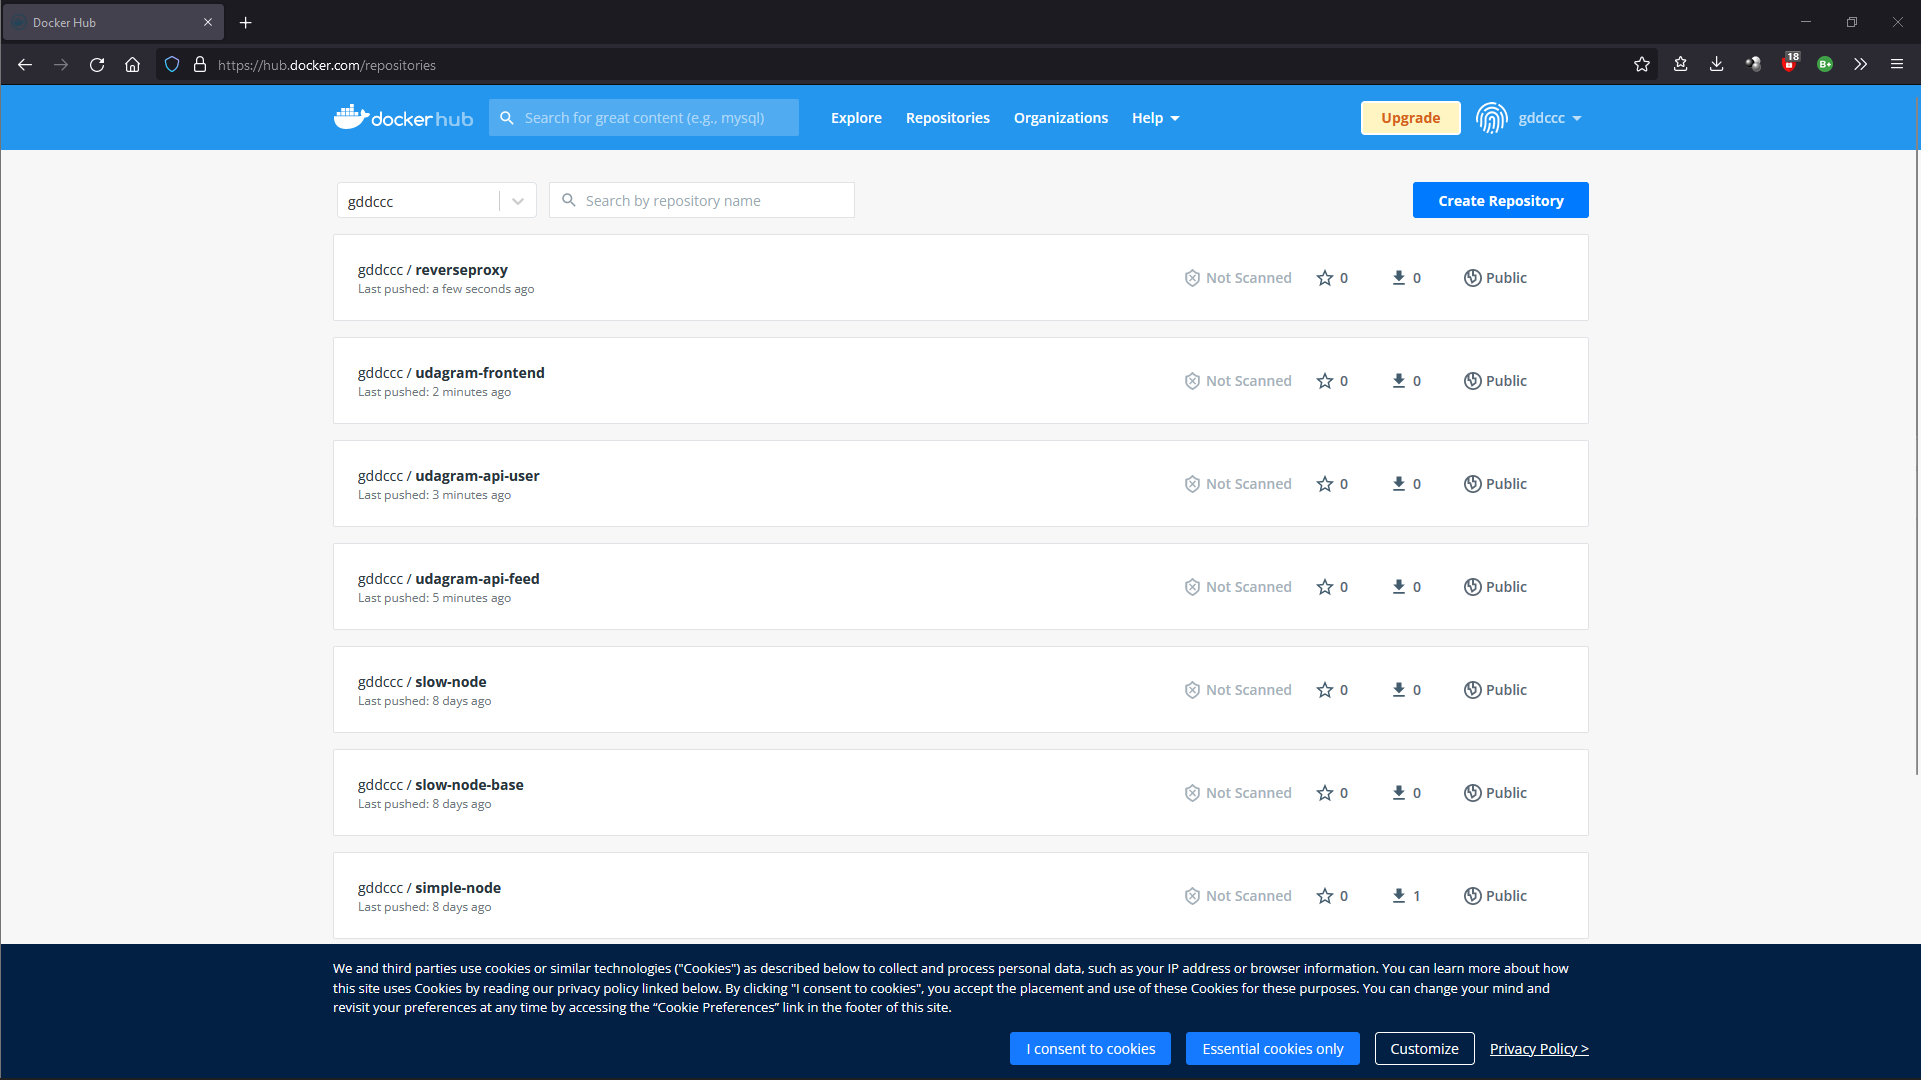 Docker Hub
https://hub.docker.com/repositories
18
B+
docker hub
Search for great content (e.g., mysql)
Explore
Repositories
Organizations
Help
Upgrade
gddccc
gddccc
Search by repository name
Create Repository
gddccc / reverseproxy
Last pushed: a few seconds ago
Not Scanned
0
0
Public
gddccc / udagram-frontend
Last pushed: 2 minutes ago
Not Scanned
0
0
Public
gddccc / udagram-api-user
Last pushed: 3 minutes ago
Not Scanned
0
0
Public
gddccc / udagram-api-feed
Last pushed: 5 minutes ago
Not Scanned
0
0
Public
gddccc / slow-node
Last pushed: 8 days ago
Not Scanned
0
0
Public
gddccc / slow-node-base
Last pushed: 8 days ago
Not Scanned
0
0
Public
gddccc / simple-node
Last pushed: 8 days ago
Not Scanned
0
1
Public
We and third parties use cookies or similar technologies ("Cookies") as described below to collect and process personal data, such as your IP address or browser information. You can learn more about how
this site uses Cookies by reading our privacy policy linked below. By clicking "I consent to cookies", you accept the placement and use of these Cookies for these purposes. You can change your mind and
revisit your preferences at any time by accessing the “Cookie Preferences” link in the footer of this site.
I consent to cookies
Essential cookies only
Customize
Privacy Policy >